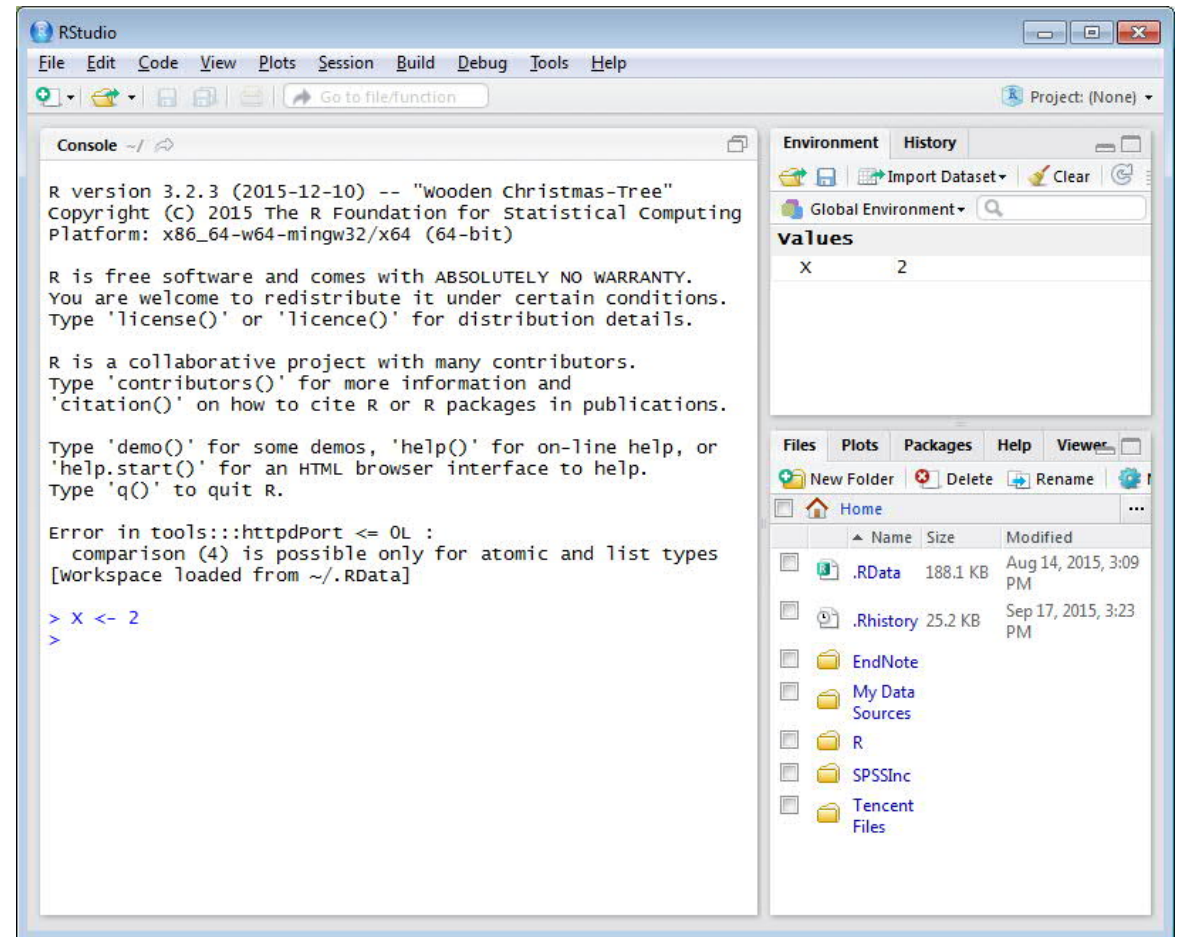 RStudio
File Edit Code View Plots Session Build Debug Tools Help
Go to file/function
Project: (None)
Console ~/
R version 3.2.3 (2015-12-10) -- "Wooden Christmas-Tree"
Copyright (C) 2015 The R Foundation for Statistical Computing
Platform: x86_64-w64-mingw32/x64 (64-bit)
R is free software and comes with ABSOLUTELY NO WARRANTY.
You are welcome to redistribute it under certain conditions.
Type 'license()' or 'licence()' for distribution details.
R is a collaborative project with many contributors.
Type 'contributors()' for more information and
'citation()' on how to cite R or R packages in publications.
Type 'demo()' for some demos, 'help()' for on-line help, or
'help.start()' for an HTML browser interface to help.
Type 'q()' to quit R.
Error in tools:::httpdPort <= 0L :
comparison (4) is possible only for atomic and list types
[Workspace loaded from ~/.RData]
> X <- 2
>
Environment History
Import Dataset Clear
Global Environment
Values
X 2
Files Plots Packages Help Viewer
New Folder Delete Rename
Home ...
Name Size Modified
.RData 188.1 KB Aug 14, 2015, 3:09
PM
.Rhistory 25.2 KB Sep 17, 2015, 3:23
PM
EndNote
My Data
Sources
R
SPSSInc
Tencent
Files